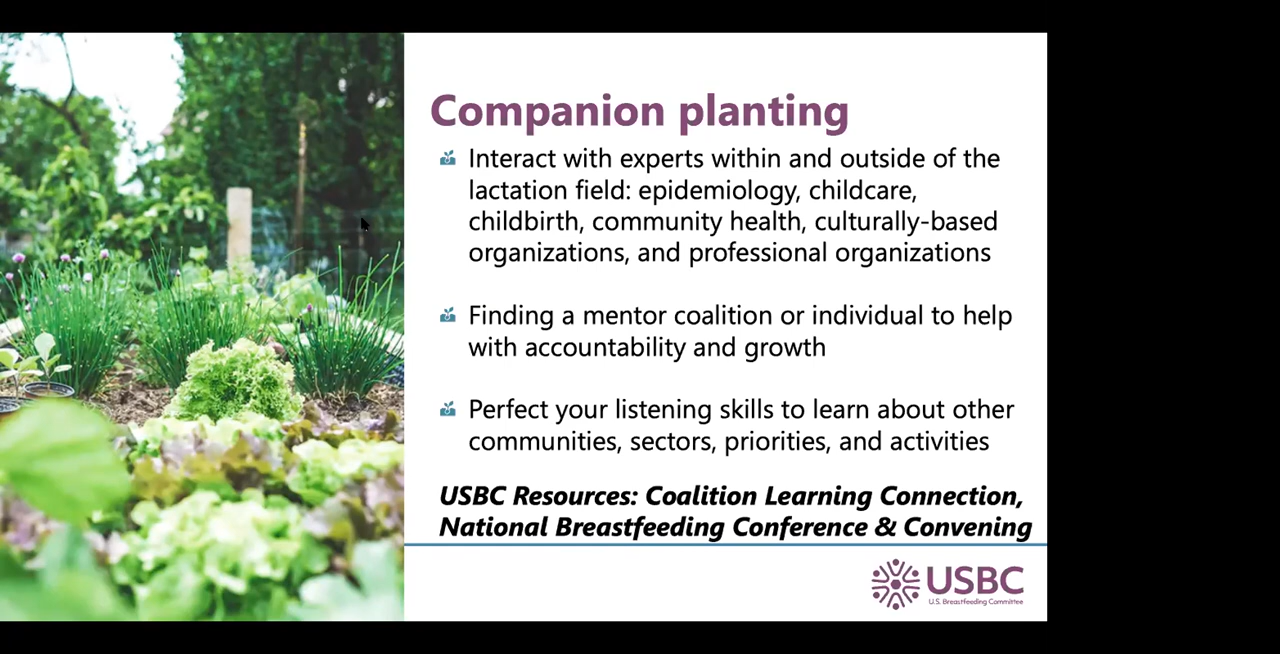 Companion planting
Interact with experts within and outside of the
lactation field: epidemiology, childcare,
childbirth, community health, culturally-based
organizations, and professional organizations
Finding a mentor coalition or individual to help
with accountability and growth
Perfect your listening skills to learn about other
communities, sectors, priorities, and activities
USBC Resources: Coalition Learning Connection,
National Breastfeeding Conference & Convening
USBC
U.S. Breastfeeding Committee